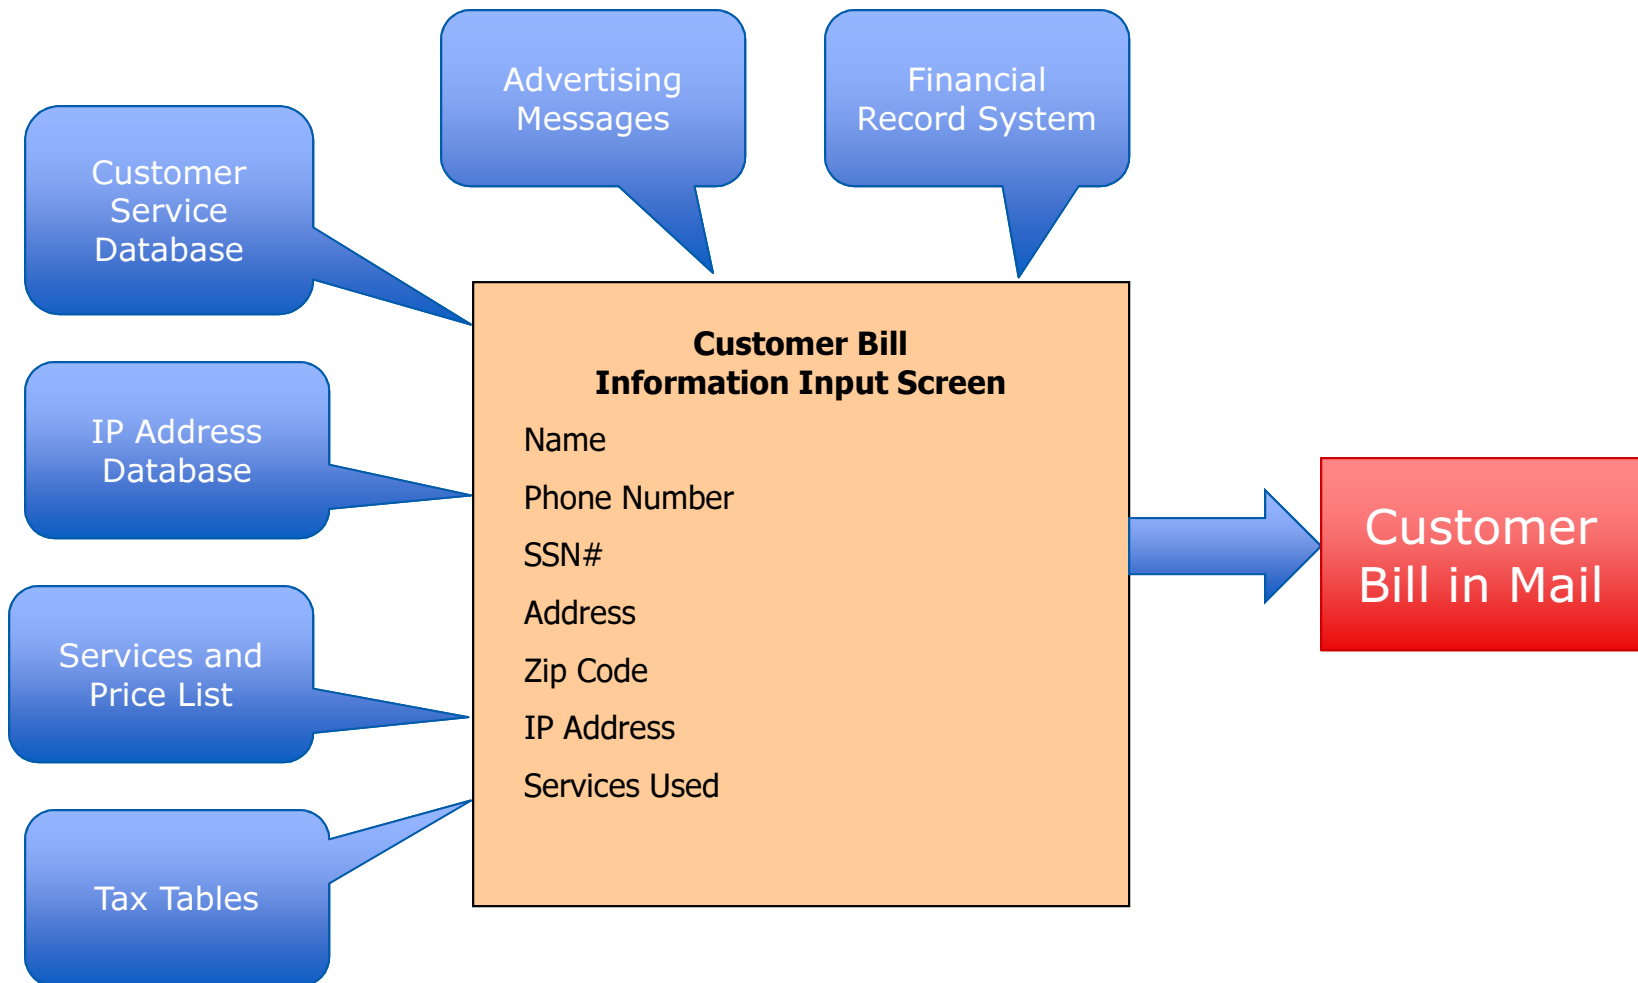 Advertising
Messages
Financial
Record System
Customer
Service
Database
IP Address
Database
Services and
Price List
Tax Tables
Customer Bill
Information Input Screen
Name
Phone Number
SSN#
Address
Zip Code
IP Address
Services Used
Customer
Bill in Mail